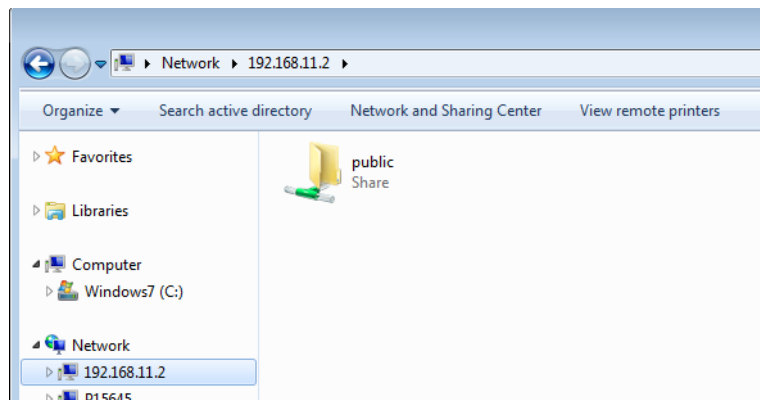 Network 192.168.11.2
Organize Search active directory Network and Sharing Center View remote printers
Favorites
Libraries
Computer
Windows7 (C:)
Network
192.168.11.2
P15645
public
Share